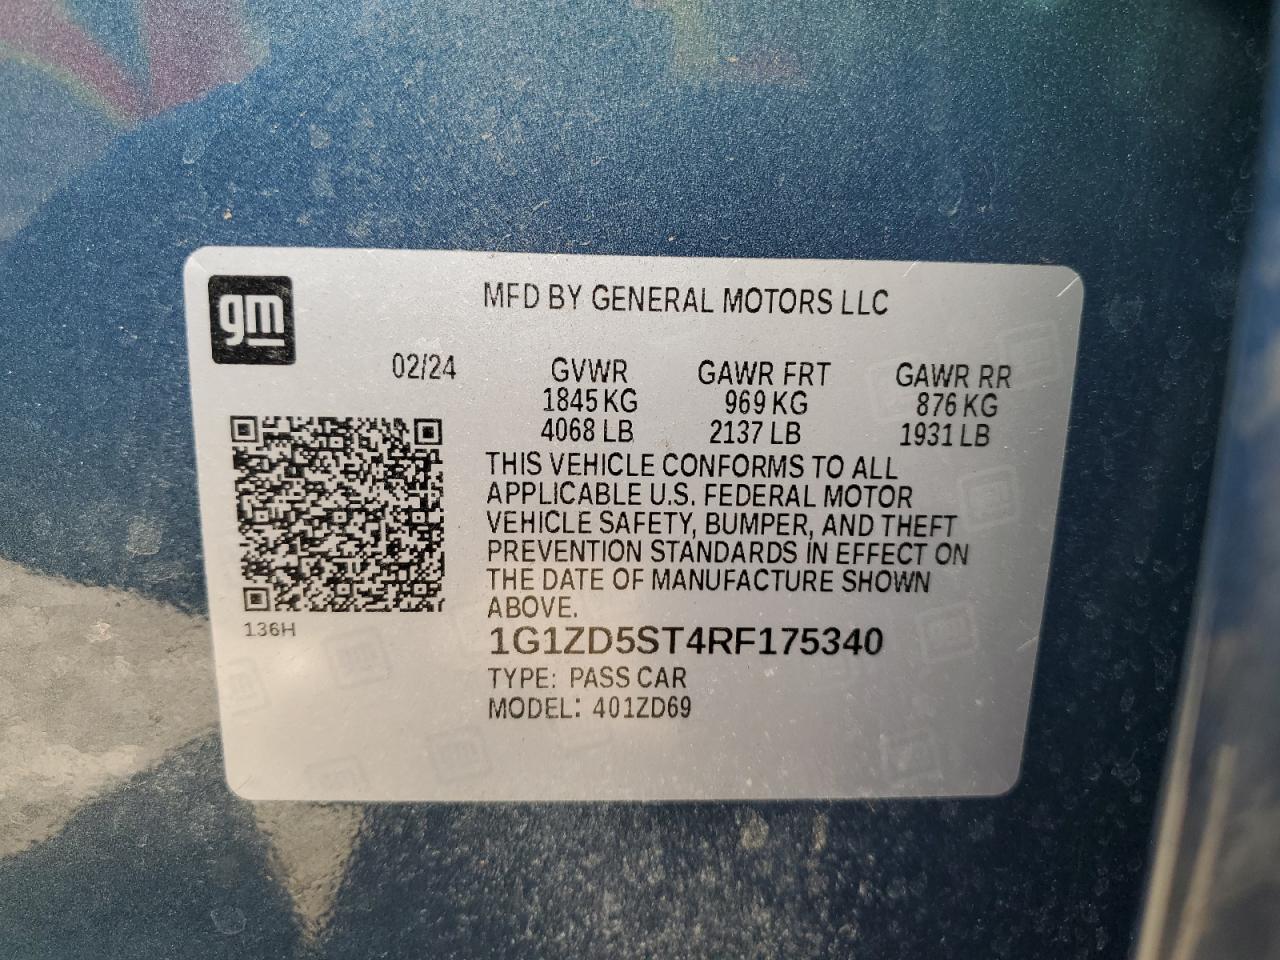 gm
MFD BY GENERAL MOTORS LLC
02/24 GVWR GAWR FRT GAWR RR
1845 KG 969 KG 876 KG
4068 LB 2137 LB 1931 LB
THIS VEHICLE CONFORMS TO ALL
APPLICABLE U.S. FEDERAL MOTOR
VEHICLE SAFETY, BUMPER, AND THEFT
PREVENTION STANDARDS IN EFFECT ON
THE DATE OF MANUFACTURE SHOWN
ABOVE.
136H
1G1ZD5ST4RF175340
TYPE: PASS CAR
MODEL: 401ZD69